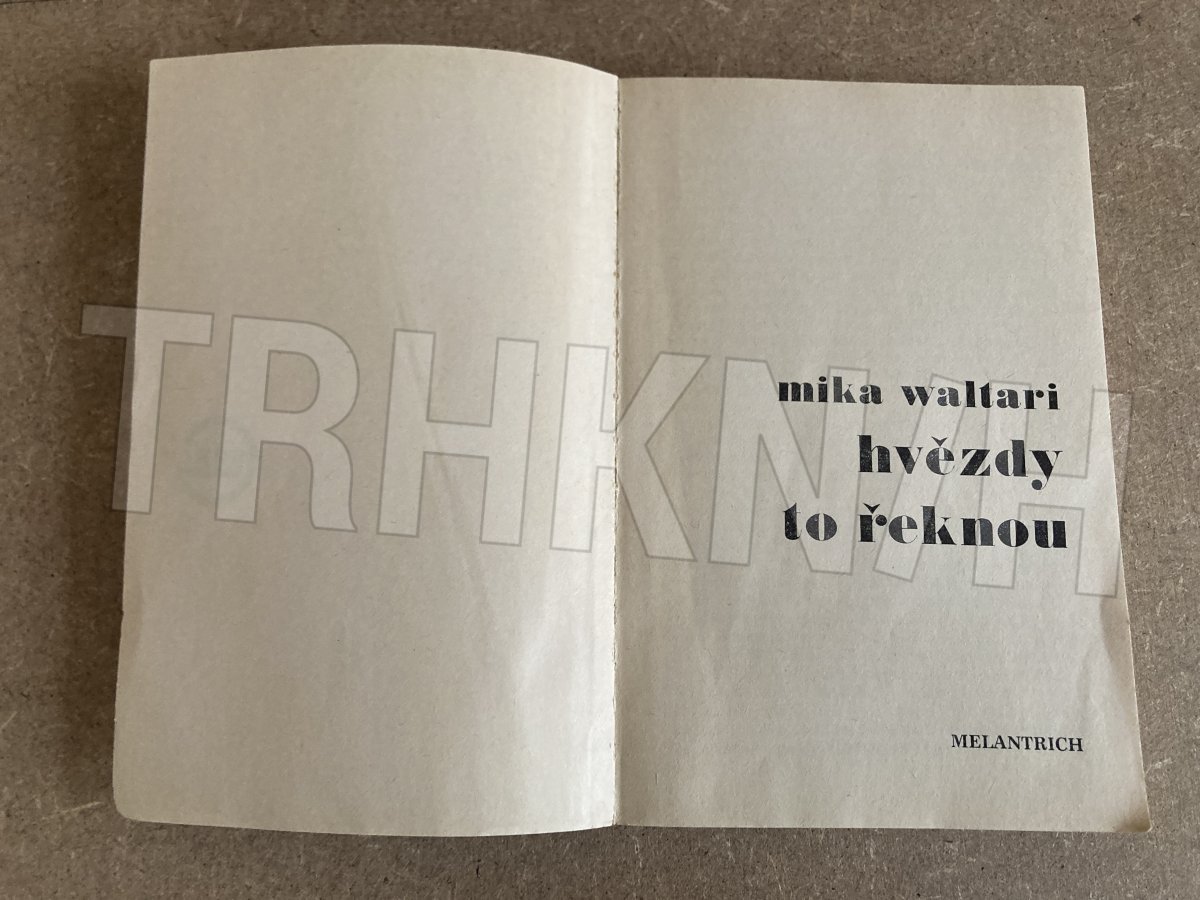 TRHKNIH
mika waltari
hvězdy
to řeknou
MELANTRICH